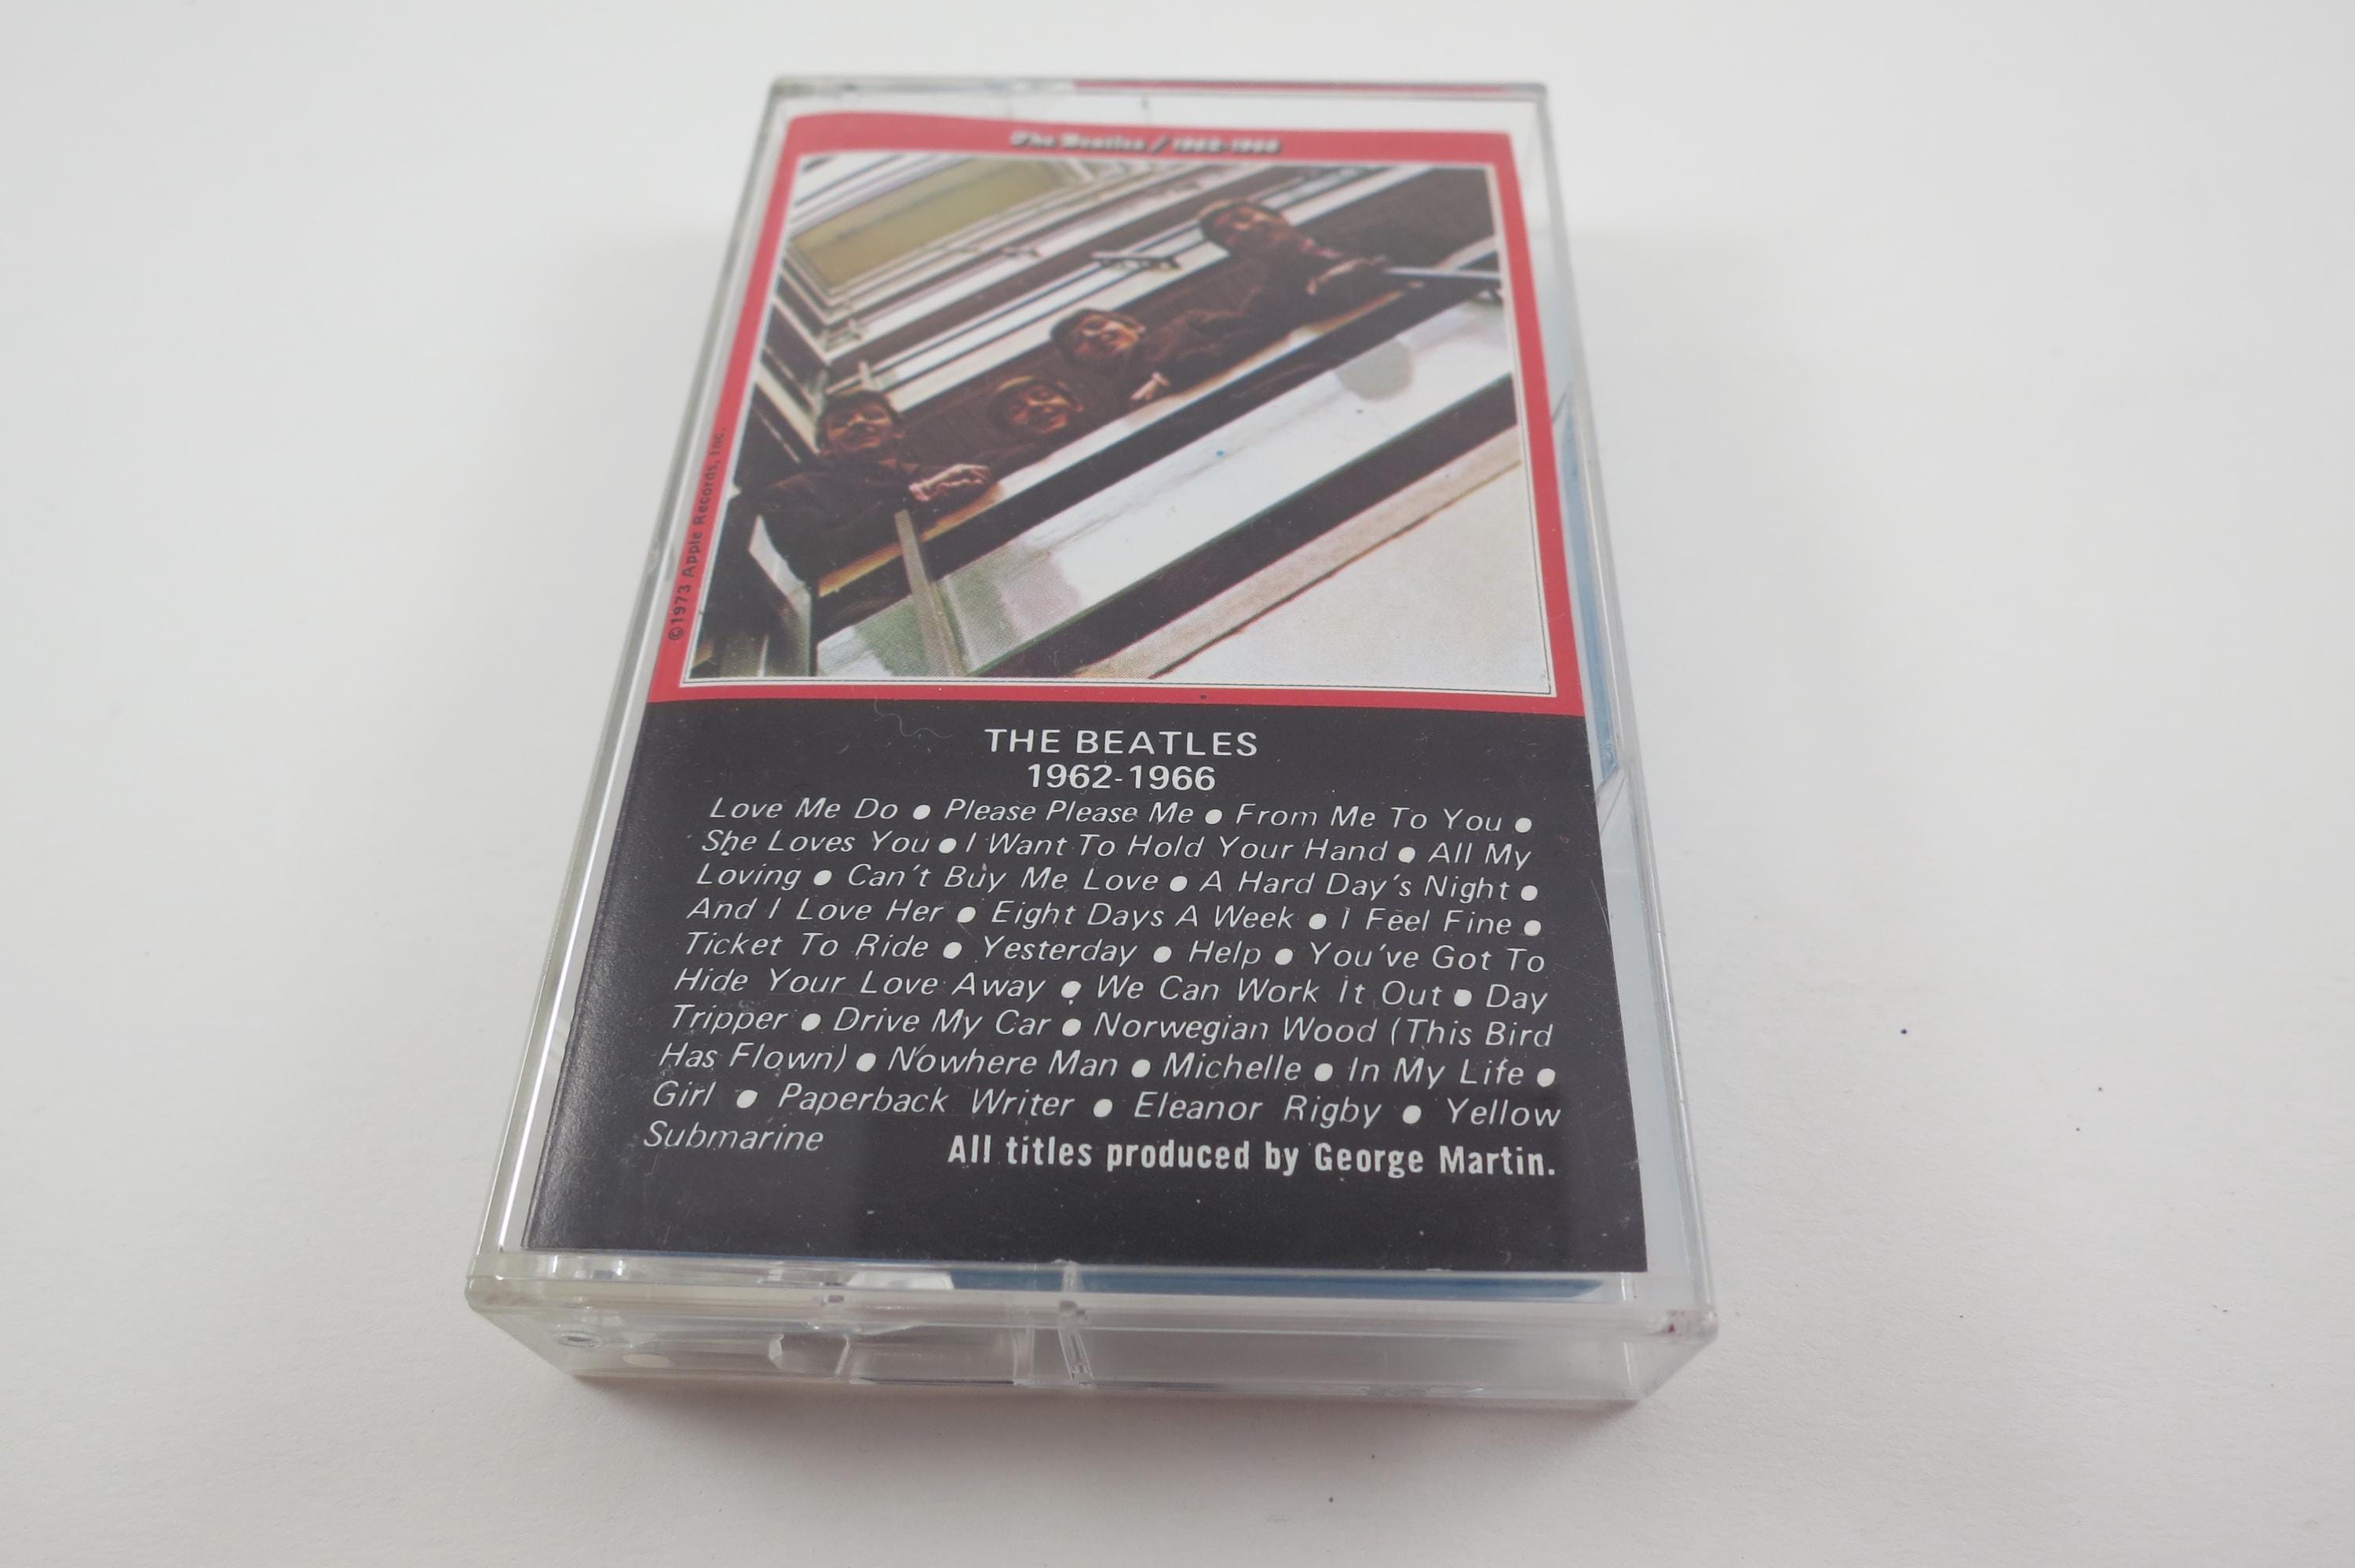 The Beatles / 1962-1966
©1973 Apple Records, Inc.
THE BEATLES
1962-1966
Love Me Do ● Please Please Me ● From Me To You ●
She Loves You ● I Want To Hold Your Hand ● All My
Loving ● Can't Buy Me Love ● A Hard Day's Night ●
And I Love Her ● Eight Days A Week ● I Feel Fine ●
Ticket To Ride ● Yesterday ● Help ● You've Got To
Hide Your Love Away ● We Can Work It Out ● Day
Tripper ● Drive My Car ● Norwegian Wood (This Bird
Has Flown) ● Nowhere Man ● Michelle ● In My Life ●
Girl ● Paperback Writer ● Eleanor Rigby ● Yellow
Submarine All titles produced by George Martin.